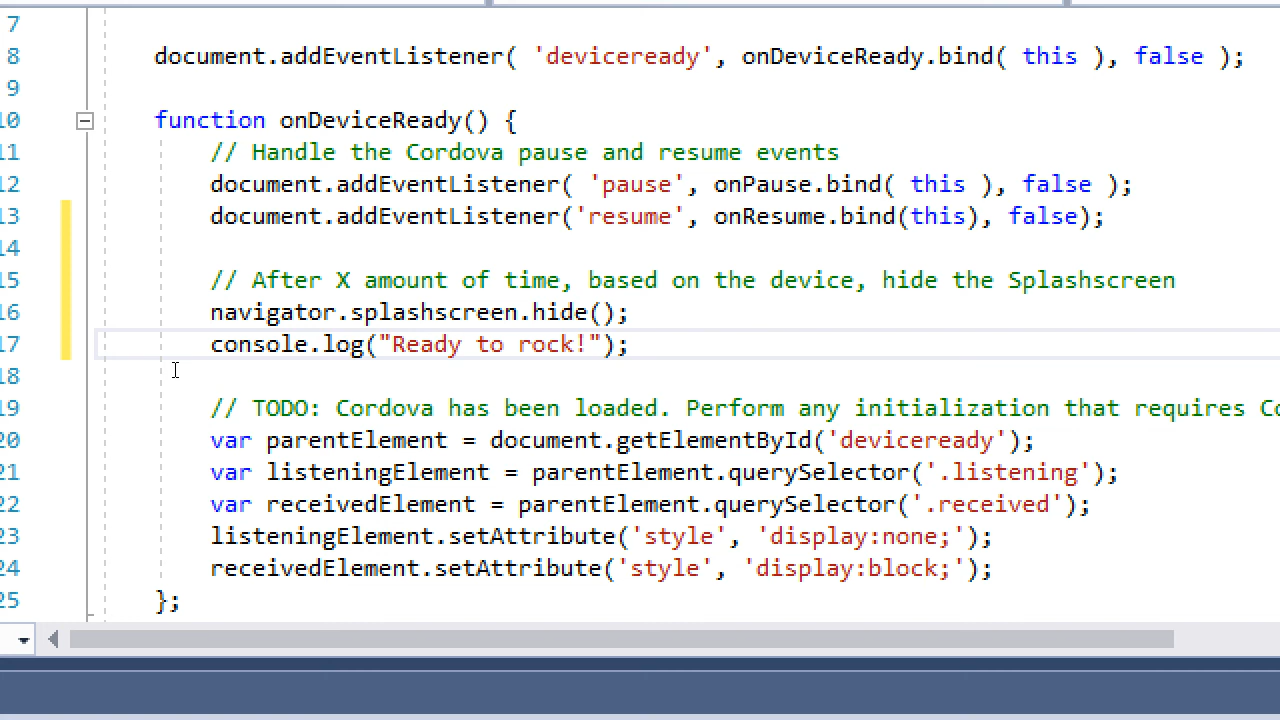 7
8 document.addEventListener( 'deviceready', onDeviceReady.bind( this ), false );
9
10 function onDeviceReady() {
11 // Handle the Cordova pause and resume events
12 document.addEventListener( 'pause', onPause.bind( this ), false );
13 document.addEventListener('resume', onResume.bind(this), false);
14
15 // After X amount of time, based on the device, hide the Splashscreen
16 navigator.splashscreen.hide();
17 console.log("Ready to rock!");
18
19 // TODO: Cordova has been loaded. Perform any initialization that requires Co
20 var parentElement = document.getElementById('deviceready');
21 var listeningElement = parentElement.querySelector('.listening');
22 var receivedElement = parentElement.querySelector('.received');
23 listeningElement.setAttribute('style', 'display:none;');
24 receivedElement.setAttribute('style', 'display:block;');
25 };